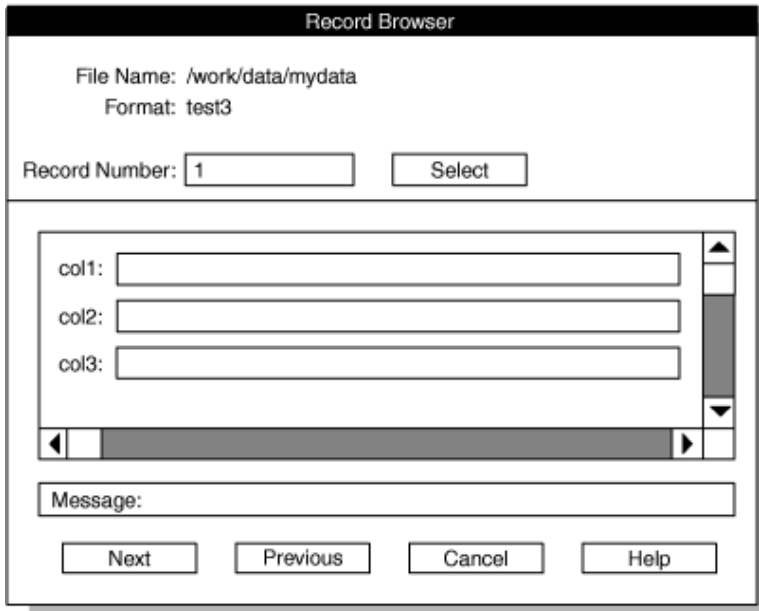 Record Browser
File Name: /work/data/mydata
Format: test3
Record Number: 1 Select
col1:
col2:
col3:
Message:
Next Previous Cancel Help